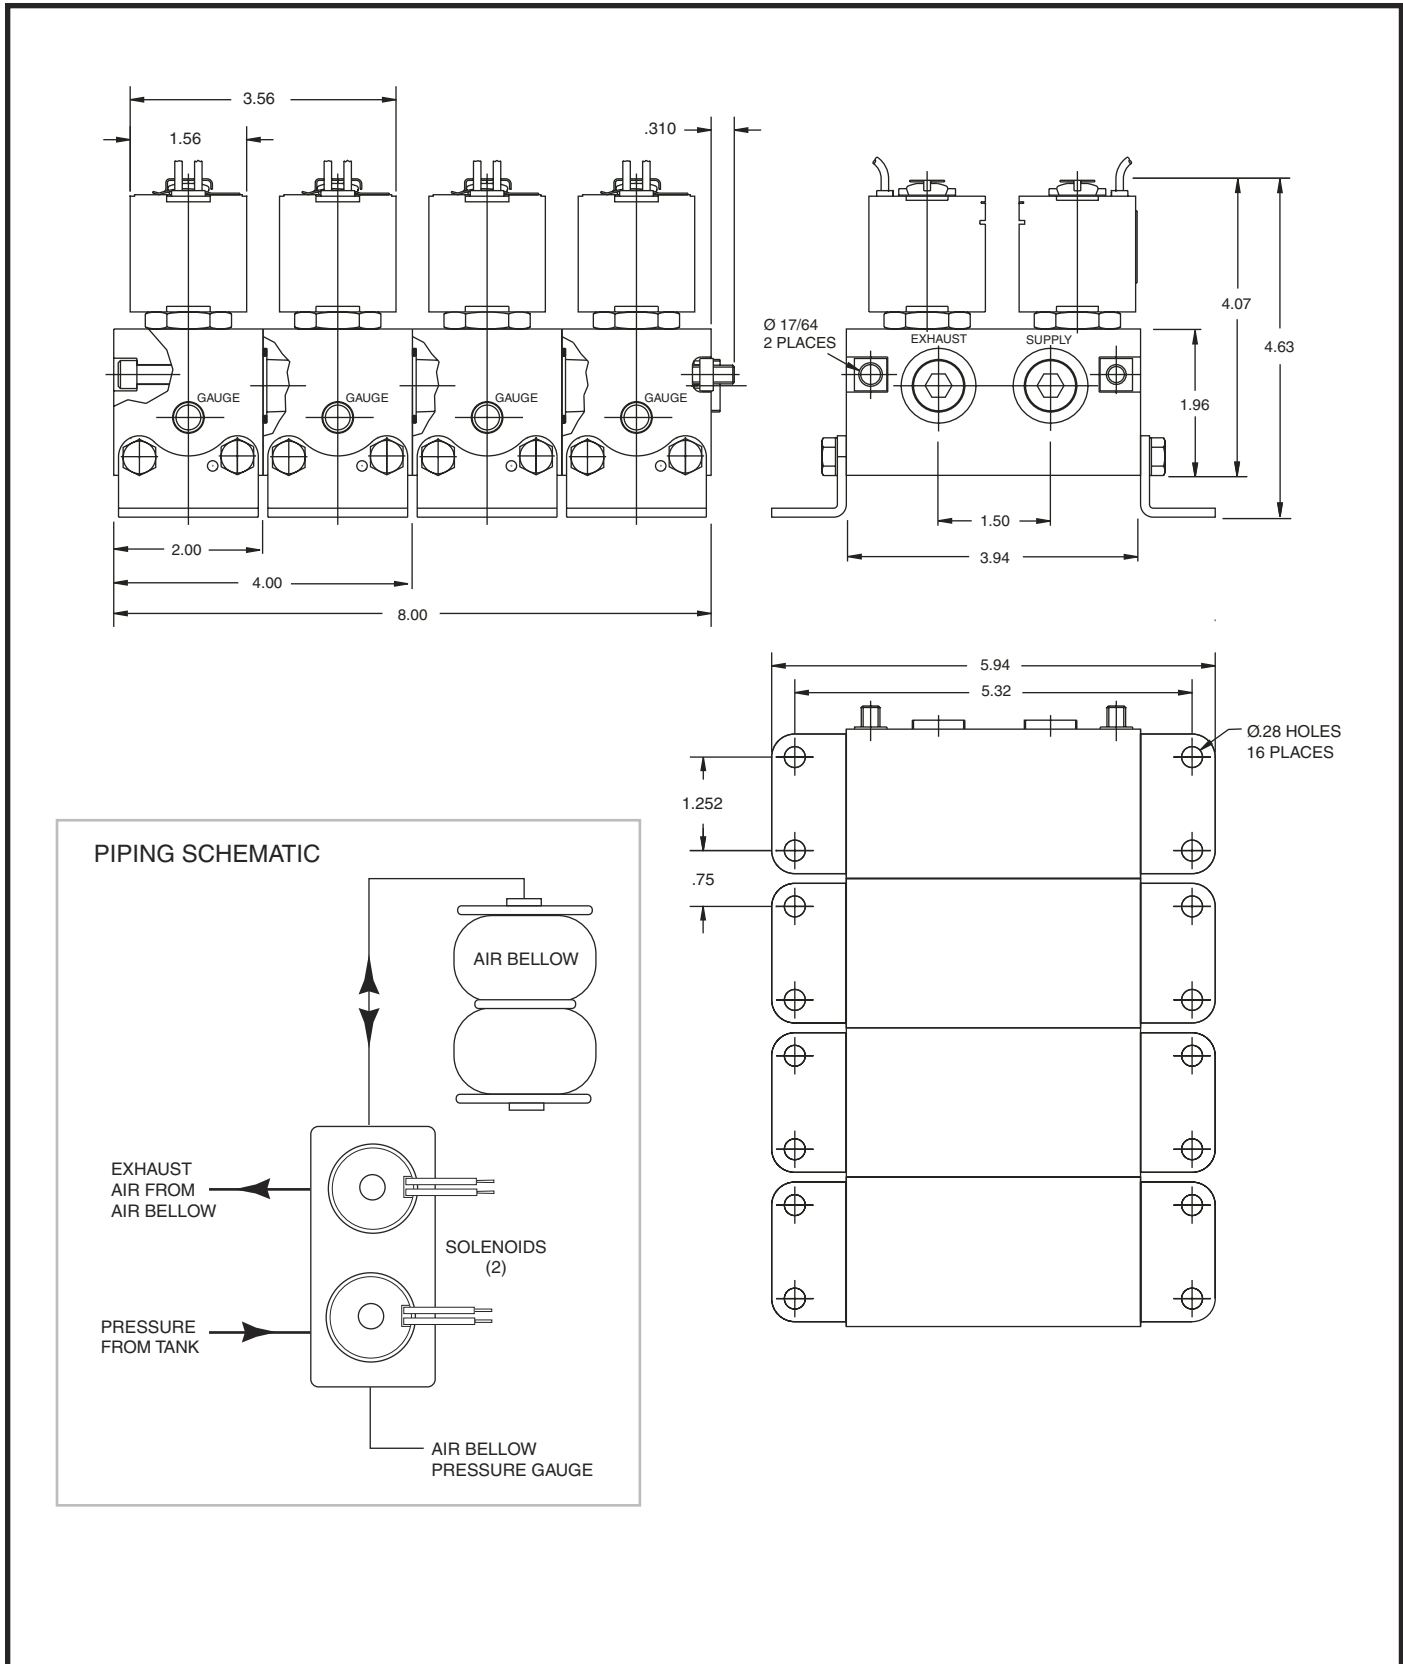 3.56
1.56
.310
GAUGE
GAUGE
GAUGE
GAUGE
2.00
4.00
8.00
Ø 17/64
2 PLACES
EXHAUST
SUPPLY
4.07
4.63
1.96
1.50
3.94
5.94
5.32
Ø.28 HOLES
16 PLACES
1.252
.75
PIPING SCHEMATIC
AIR BELLOW
EXHAUST
AIR FROM
AIR BELLOW
SOLENOIDS
(2)
PRESSURE
FROM TANK
AIR BELLOW
PRESSURE GAUGE